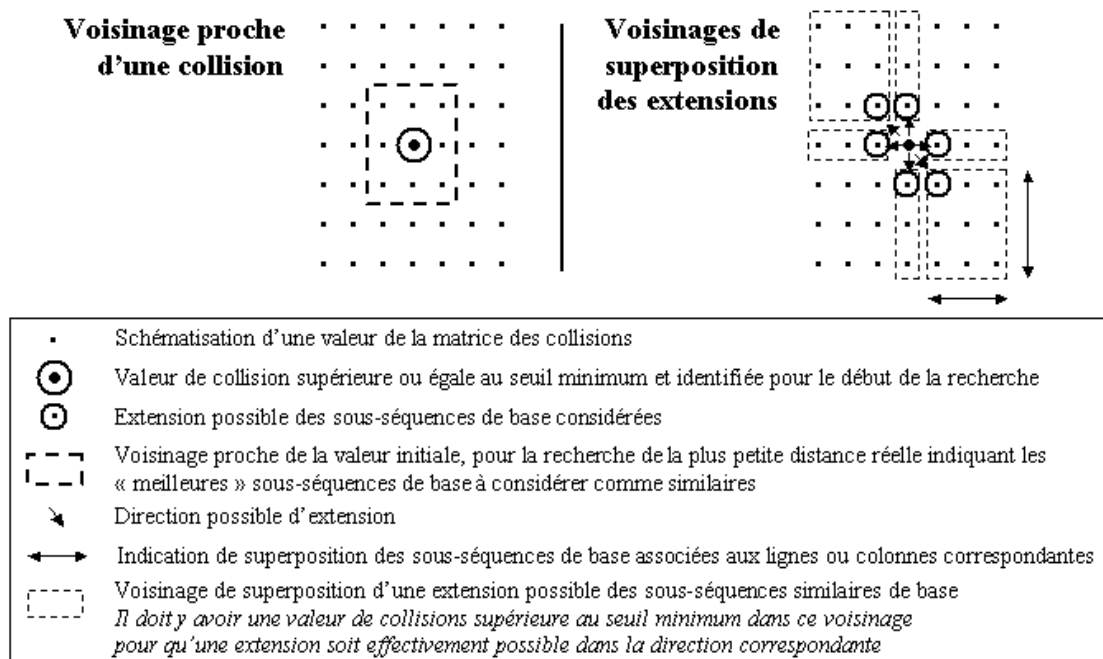 Voisinage proche
d'une collision
Voisinages de
superposition
des extensions
Schématisation d'une valeur de la matrice des collisions
Valeur de collision supérieure ou égale au seuil minimum et identifiée pour le début de la recherche
Extension possible des sous-séquences de base considérées
Voisinage proche de la valeur initiale, pour la recherche de la plus petite distance réelle indiquant les
« meilleures » sous-séquences de base à considérer comme similaires
Direction possible d'extension
Indication de superposition des sous-séquences de base associées aux lignes ou colonnes correspondantes
Voisinage de superposition d'une extension possible des sous-séquences similaires de base
Il doit y avoir une valeur de collisions supérieure au seuil minimum dans ce voisinage
pour qu'une extension soit effectivement possible dans la direction correspondante